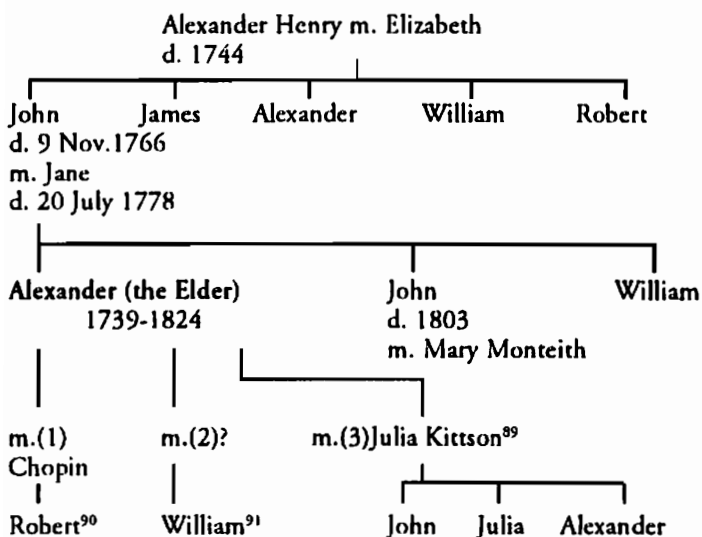 Alexander Henry m. Elizabeth
d. 1744
John James Alexander William Robert
d. 9 Nov.1766
m. Jane
d. 20 July 1778
Alexander (the Elder) John William
1739-1824 d. 1803
m. Mary Monteith
m.(1) m.(2)? m.(3)Julia Kittson⁸⁹
Chopin
Robert⁹⁰ William⁹¹ John Julia Alexander